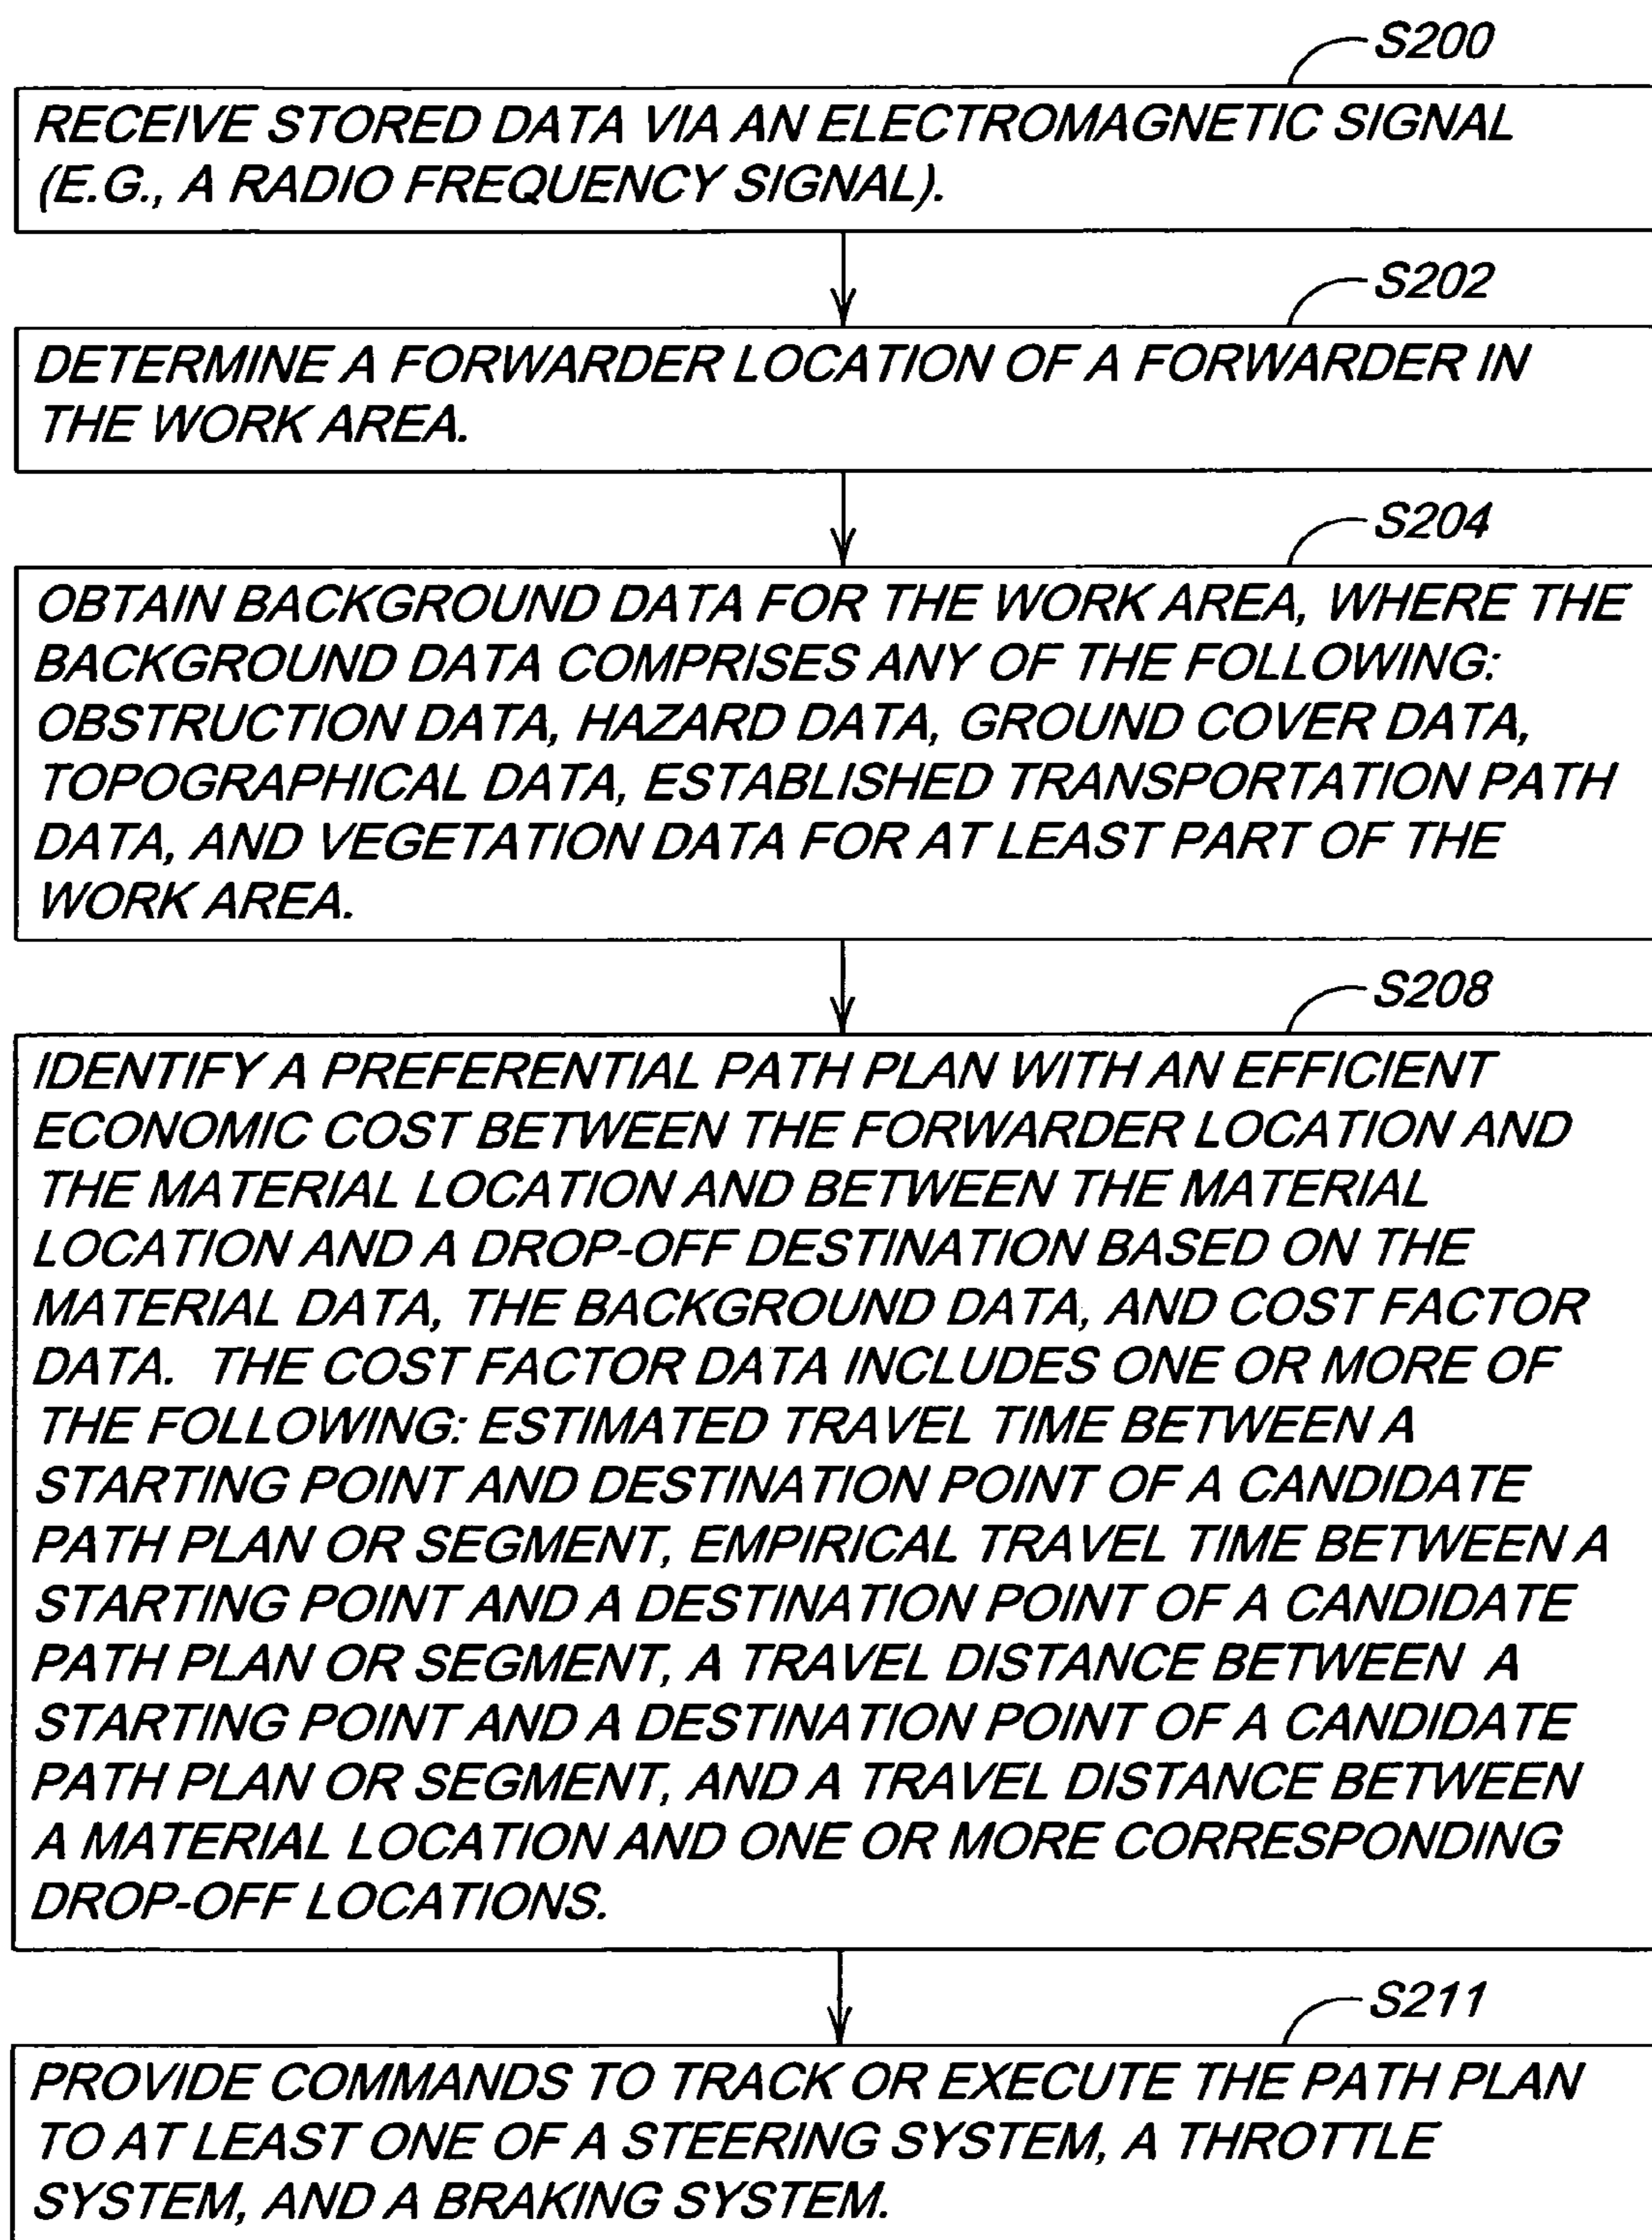 S200
RECEIVE STORED DATA VIA AN ELECTROMAGNETIC SIGNAL
(E.G., A RADIO FREQUENCY SIGNAL).
S202
DETERMINE A FORWARDER LOCATION OF A FORWARDER IN
THE WORK AREA.
S204
OBTAIN BACKGROUND DATA FOR THE WORK AREA, WHERE THE
BACKGROUND DATA COMPRISES ANY OF THE FOLLOWING:
OBSTRUCTION DATA, HAZARD DATA, GROUND COVER DATA,
TOPOGRAPHICAL DATA, ESTABLISHED TRANSPORTATION PATH
DATA, AND VEGETATION DATA FOR AT LEAST PART OF THE
WORK AREA.
S208
IDENTIFY A PREFERENTIAL PATH PLAN WITH AN EFFICIENT
ECONOMIC COST BETWEEN THE FORWARDER LOCATION AND
THE MATERIAL LOCATION AND BETWEEN THE MATERIAL
LOCATION AND A DROP-OFF DESTINATION BASED ON THE
MATERIAL DATA, THE BACKGROUND DATA, AND COST FACTOR
DATA. THE COST FACTOR DATA INCLUDES ONE OR MORE OF
THE FOLLOWING: ESTIMATED TRAVEL TIME BETWEEN A
STARTING POINT AND DESTINATION POINT OF A CANDIDATE
PATH PLAN OR SEGMENT, EMPIRICAL TRAVEL TIME BETWEEN A
STARTING POINT AND A DESTINATION POINT OF A CANDIDATE
PATH PLAN OR SEGMENT, A TRAVEL DISTANCE BETWEEN A
STARTING POINT AND A DESTINATION POINT OF A CANDIDATE
PATH PLAN OR SEGMENT, AND A TRAVEL DISTANCE BETWEEN
A MATERIAL LOCATION AND ONE OR MORE CORRESPONDING
DROP-OFF LOCATIONS.
S211
PROVIDE COMMANDS TO TRACK OR EXECUTE THE PATH PLAN
TO AT LEAST ONE OF A STEERING SYSTEM, A THROTTLE
SYSTEM, AND A BRAKING SYSTEM.